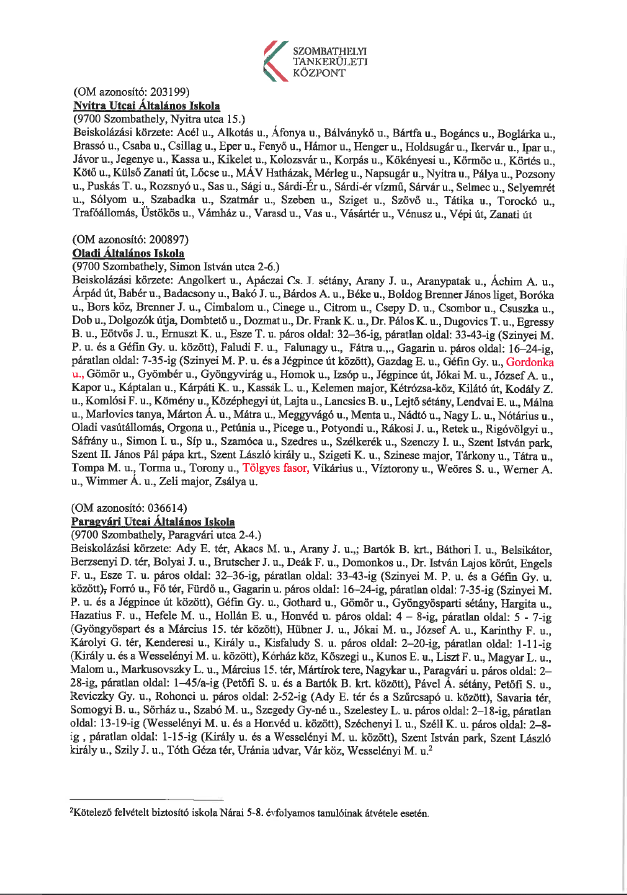 SZOMBATHELYI
TANKERÜLETI
KÖZPONT
(OM azonosító: 203199)
Nyitra Utcai Általános Iskola
(9700 Szombathely, Nyitra utca 15.)
Beiskolázási körzete: Acél u., Alkotás u., Áfonya u., Bálványkő u., Bártfa u., Bogáncs u., Boglárka u.,
Brassó u., Csaba u., Csillag u., Eper u., Fenyő u., Hámor u., Henger u., Holdsugár u., Ikervár u., Ipar u.,
Jávor u., Jegenye u., Kassa u., Kikelet u., Kolozsvár u., Korpás u., Kökényesi u., Körmöc u., Körtés u.,
Kötő u., Külső Zanati út, Lőcse u., MÁV Hatházak, Mérleg u., Napsugár u., Nyitra u., Pálya u., Pozsony
u., Puskás T. u., Rozsnyó u., Sas u., Sági u., Sárdi-Ér u., Sárdi-ér vízmű, Sárvár u., Selmec u., Selyemrét
u., Sólyom u., Szabadka u., Szatmár u., Szeben u., Sziget u., Szövő u., Tátika u., Torockó u.,
Trafóállomás, Üstökös u., Vámház u., Varasd u., Vas u., Vásártér u., Vénusz u., Vépi út, Zanati út
(OM azonosító: 200897)
Oladi Általános Iskola
(9700 Szombathely, Simon István utca 2-6.)
Beiskolázási körzete: Angolkert u., Apáczai Cs. J. sétány, Arany J. u., Aranypatak u., Áchim A. u.,
Árpád út, Babér u., Badacsony u., Bakó J. u., Bárdos A. u., Béke u., Boldog Brenner János liget, Boróka
u., Bors köz, Brenner J. u., Cimbalom u., Cinege u., Citrom u., Csepy D. u., Csombor u., Csuszka u.,
Dob u., Dolgozók útja, Dombtető u., Dozmat u., Dr. Frank K. u., Dr. Pálos K. u., Dugovics T. u., Egressy
B. u., Eötvös J. u., Ernuszt K. u., Esze T. u. páros oldal: 32–36-ig, páratlan oldal: 33-43-ig (Szinyei M.
P. u. és a Géfin Gy. u. között), Faludi F. u., Falunagy u., Fátra u.,., Gagarin u. páros oldal: 16–24-ig,
páratlan oldal: 7-35-ig (Szinyei M. P. u. és a Jégpince út között), Gazdag E. u., Géfin Gy. u., Gordonka
u., Gömör u., Gyömbér u., Gyöngyvirág u., Homok u., Izsóp u., Jégpince út, Jókai M. u., József A. u.,
Kapor u., Káptalan u., Kárpáti K. u., Kassák L. u., Kelemen major, Kétrózsa-köz, Kilátó út, Kodály Z.
u., Komlósi F. u., Kömény u., Középhegyi út, Lajta u., Lancsics B. u., Lejtő sétány, Lendvai E. u., Málna
u., Marlovics tanya, Márton Á. u., Mátra u., Meggyvágó u., Menta u., Nádtó u., Nagy L. u., Nótárius u.,
Oladi vasútállomás, Orgona u., Petúnia u., Picege u., Potyondi u., Rákosi J. u., Retek u., Rigóvölgyi u.,
Sáfrány u., Simon I. u., Síp u., Szamóca u., Szedres u., Szélkerék u., Szenczy I. u., Szent István park,
Szent II. János Pál pápa krt., Szent László király u., Szigeti K. u., Szinese major, Tárkony u., Tátra u.,
Tompa M. u., Torma u., Torony u., Tölgyes fasor, Vikárius u., Víztorony u., Weöres S. u., Werner A.
u., Wimmer Á. u., Zeli major, Zsálya u.
(OM azonosító: 036614)
Paragvári Utcai Általános Iskola
(9700 Szombathely, Paragvári utca 2-4.)
Beiskolázási körzete: Ady E. tér, Akacs M. u., Arany J. u.,; Bartók B. krt., Báthori I. u., Belsikátor,
Berzsenyi D. tér, Bolyai J. u., Brutscher J. u., Deák F. u., Domonkos u., Dr. István Lajos körút, Engels
F. u., Esze T. u. páros oldal: 32–36-ig, páratlan oldal: 33-43-ig (Szinyei M. P. u. és a Géfin Gy. u.
között), Forró u., Fő tér, Fürdő u., Gagarin u. páros oldal: 16–24-ig, páratlan oldal: 7-35-ig (Szinyei M.
P. u. és a Jégpince út között), Géfin Gy. u., Gothard u., Gömör u., Gyöngyösparti sétány, Hargita u.,
Hazatius F. u., Hefele M. u., Hollán E. u., Honvéd u. páros oldal: 4 – 8-ig, páratlan oldal: 5 - 7-ig
(Gyöngyöspart és a Március 15. tér között), Hübner J. u., Jókai M. u., József A. u., Karinthy F. u.,
Károlyi G. tér, Kenderesi u., Király u., Kisfaludy S. u. páros oldal: 2–20-ig, páratlan oldal: 1-11-ig
(Király u. és a Wesselényi M. u. között), Kórház köz, Kőszegi u., Kunos E. u., Liszt F. u., Magyar L. u.,
Malom u., Markusovszky L. u., Március 15. tér, Mártírok tere, Nagykar u., Paragvári u. páros oldal: 2–
28-ig, páratlan oldal: 1–45/a-ig (Petőfi S. u. és a Bartók B. krt. között), Pável Á. sétány, Petőfi S. u.,
Reviczky Gy. u., Rohonci u. páros oldal: 2-52-ig (Ady E. tér és a Szűrcsapó u. között), Savaria tér,
Somogyi B. u., Sörház u., Szabó M. u., Szegedy Gy-né u., Szelestey L. u. páros oldal: 2–18-ig, páratlan
oldal: 13-19-ig (Wesselényi M. u. és a Honvéd u. között), Széchenyi I. u., Széll K. u. páros oldal: 2–8-
ig , páratlan oldal: 1-15-ig (Király u. és a Wesselényi M. u. között), Szent István park, Szent László
király u., Szily J. u., Tóth Géza tér, Uránia udvar, Vár köz, Wesselényi M. u.²
²Kötelező felvételt biztosító iskola Nárai 5-8. évfolyamos tanulóinak átvétele esetén.